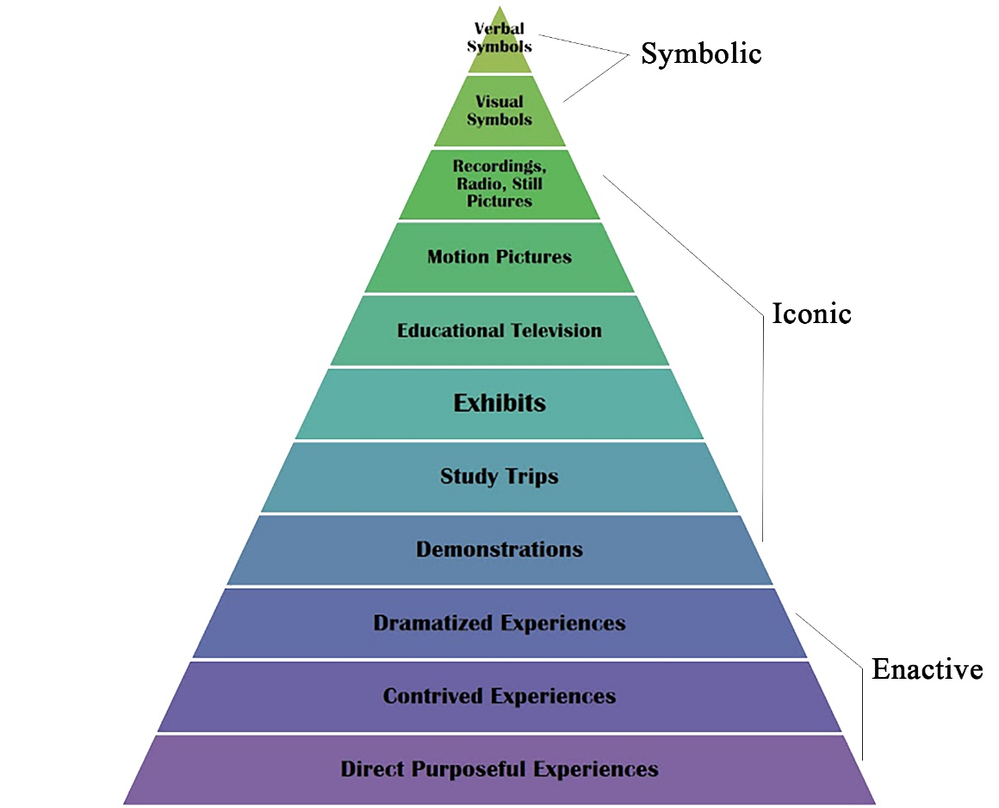 Verbal
Symbols
Symbolic
Visual
Symbols
Recordings,
Radio, Still
Pictures
Motion Pictures
Iconic
Educational Television
Exhibits
Study Trips
Demonstrations
Dramatized Experiences
Enactive
Contrived Experiences
Direct Purposeful Experiences